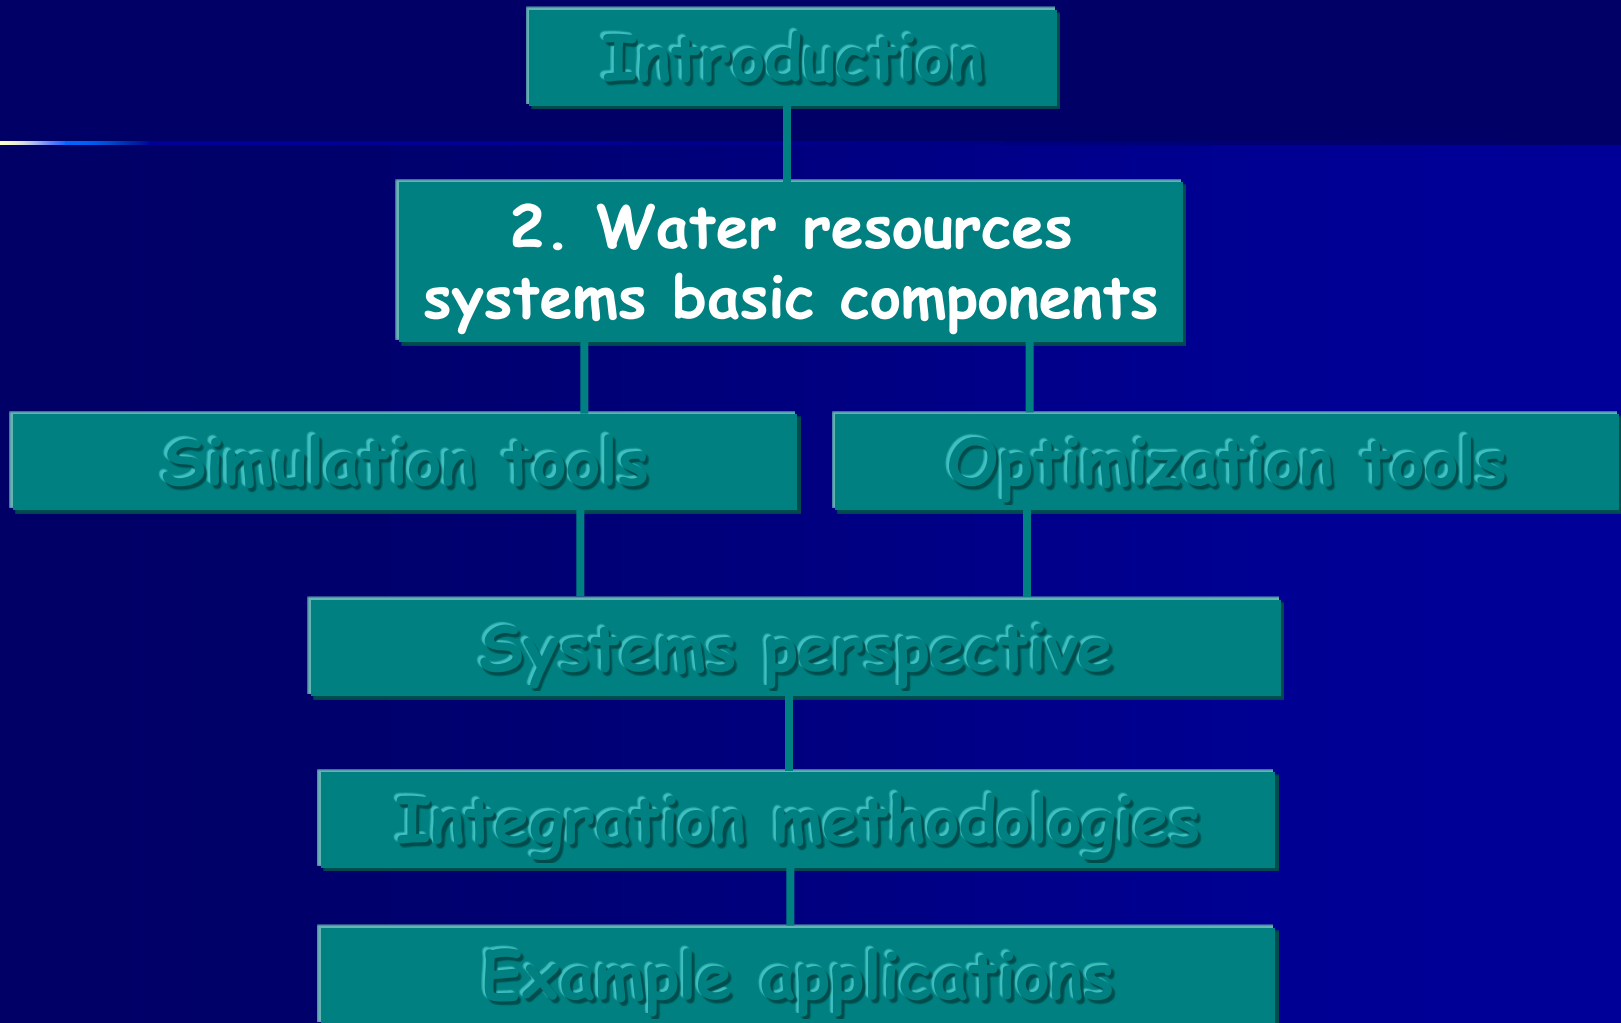 Introduction
2. Water resources
systems basic components
Simulation tools
Optimization tools
Systems perspective
Integration methodologies
Example applications